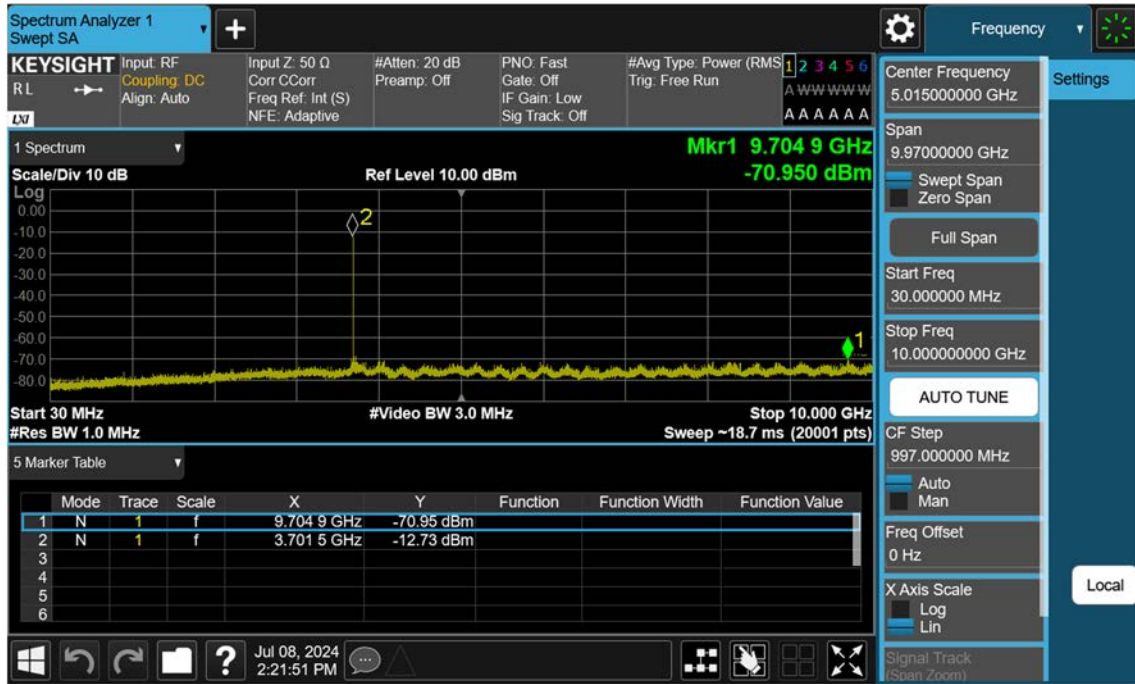 Spectrum Analyzer 1
Swept SA
+
Frequency
KEYSIGHT
RL
LXI
Input: RF
Coupling: DC
Align: Auto
Input Z: 50 Ω
Corr CCorr
Freq Ref: Int (S)
NFE: Adaptive
#Atten: 20 dB
Preamp: Off
PNO: Fast
Gate: Off
IF Gain: Low
Sig Track: Off
#Avg Type: Power (RMS
Trig: Free Run
1 2 3 4 5 6
A W W W W W
A A A A A A
1 Spectrum
Scale/Div 10 dB
Ref Level 10.00 dBm
Mkr1 9.704 9 GHz
-70.950 dBm
Log
0.00
-10.0
-20.0
-30.0
-40.0
-50.0
-60.0
-70.0
-80.0
2
1
Start 30 MHz
#Video BW 3.0 MHz
Stop 10.000 GHz
#Res BW 1.0 MHz
Sweep ~18.7 ms (20001 pts)
5 Marker Table
Mode Trace Scale X Y Function Function Width Function Value
1 N 1 f 9.704 9 GHz -70.95 dBm
2 N 1 f 3.701 5 GHz -12.73 dBm
3
4
5
6
?
Jul 08, 2024
2:21:51 PM
Center Frequency
5.015000000 GHz
Span
9.97000000 GHz
Swept Span
Zero Span
Full Span
Start Freq
30.000000 MHz
Stop Freq
10.000000000 GHz
AUTO TUNE
CF Step
997.000000 MHz
Auto
Man
Freq Offset
0 Hz
X Axis Scale
Log
Lin
Signal Track
(Span Zoom)
Settings
Local